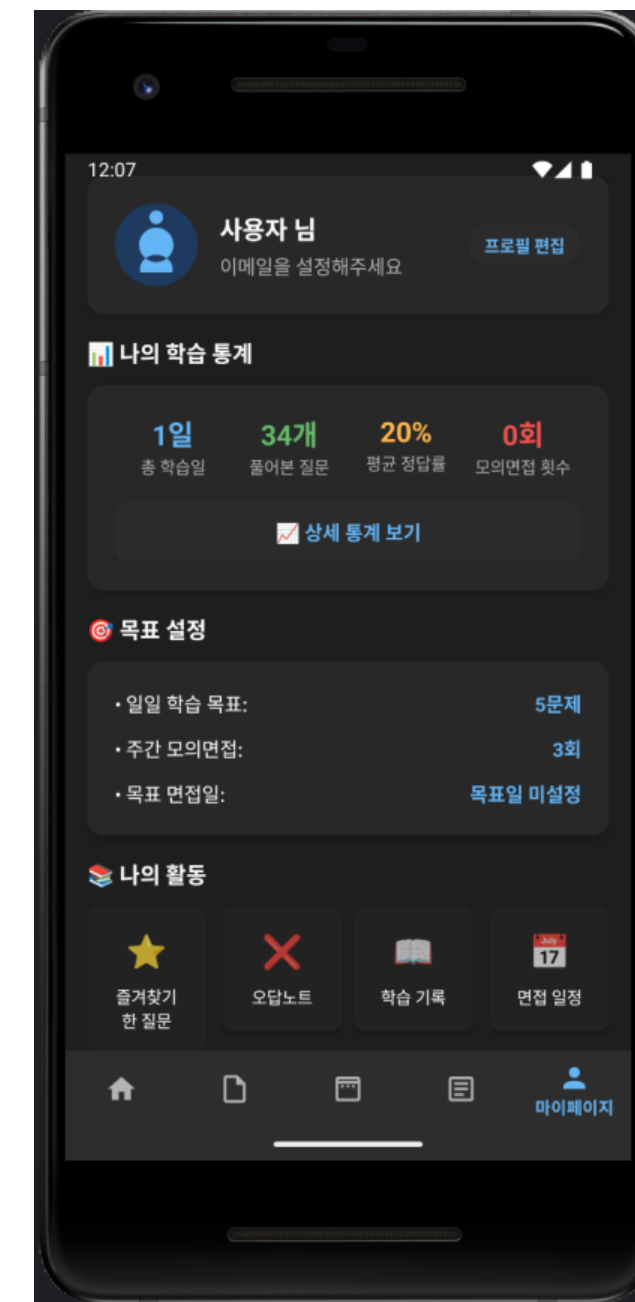 12:07
사용자 님
이메일을 설정해주세요
프로필 편집
📊 나의 학습 통계
1일
총 학습일
34개
풀어본 질문
20%
평균 정답률
0회
모의면접 횟수
📈 상세 통계 보기
🎯 목표 설정
• 일일 학습 목표:
5문제
• 주간 모의면접:
3회
• 목표 면접일:
목표일 미설정
📚 나의 활동
즐겨찾기
한 질문
오답노트
학습 기록
July
17
면접 일정
마이페이지